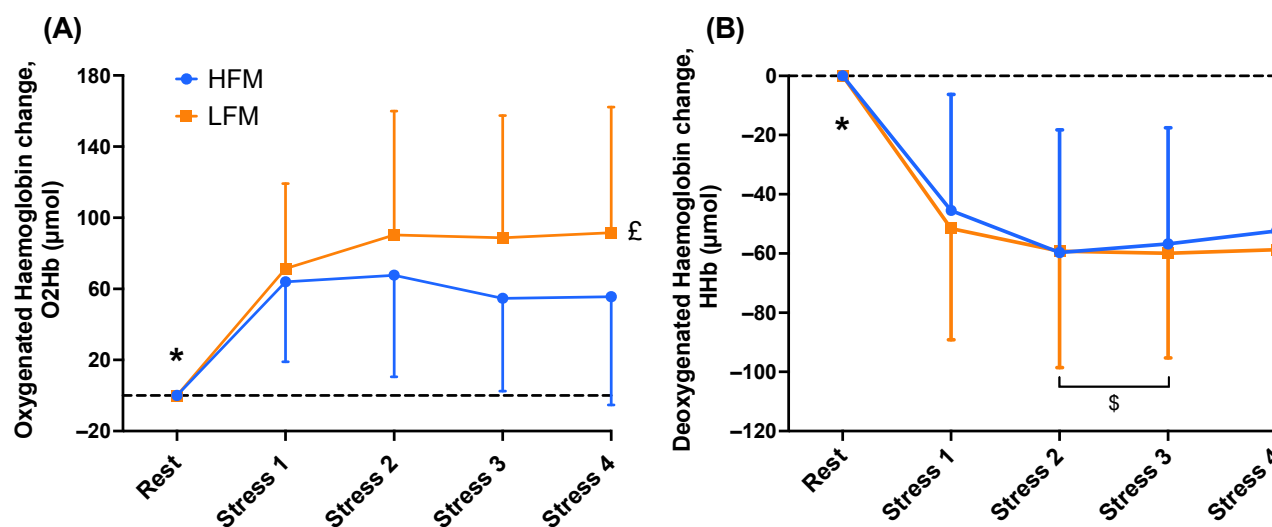 (A)
Oxygenated Haemoglobin change,
O2Hb (μmol)
180
140
100
60
20
−20
HFM
LFM
*
£
Rest
Stress 1
Stress 2
Stress 3
Stress 4
(B)
Deoxygenated Haemoglobin change,
HHb (μmol)
0
−20
−40
−60
−80
−100
−120
*
$
Rest
Stress 1
Stress 2
Stress 3
Stress 4